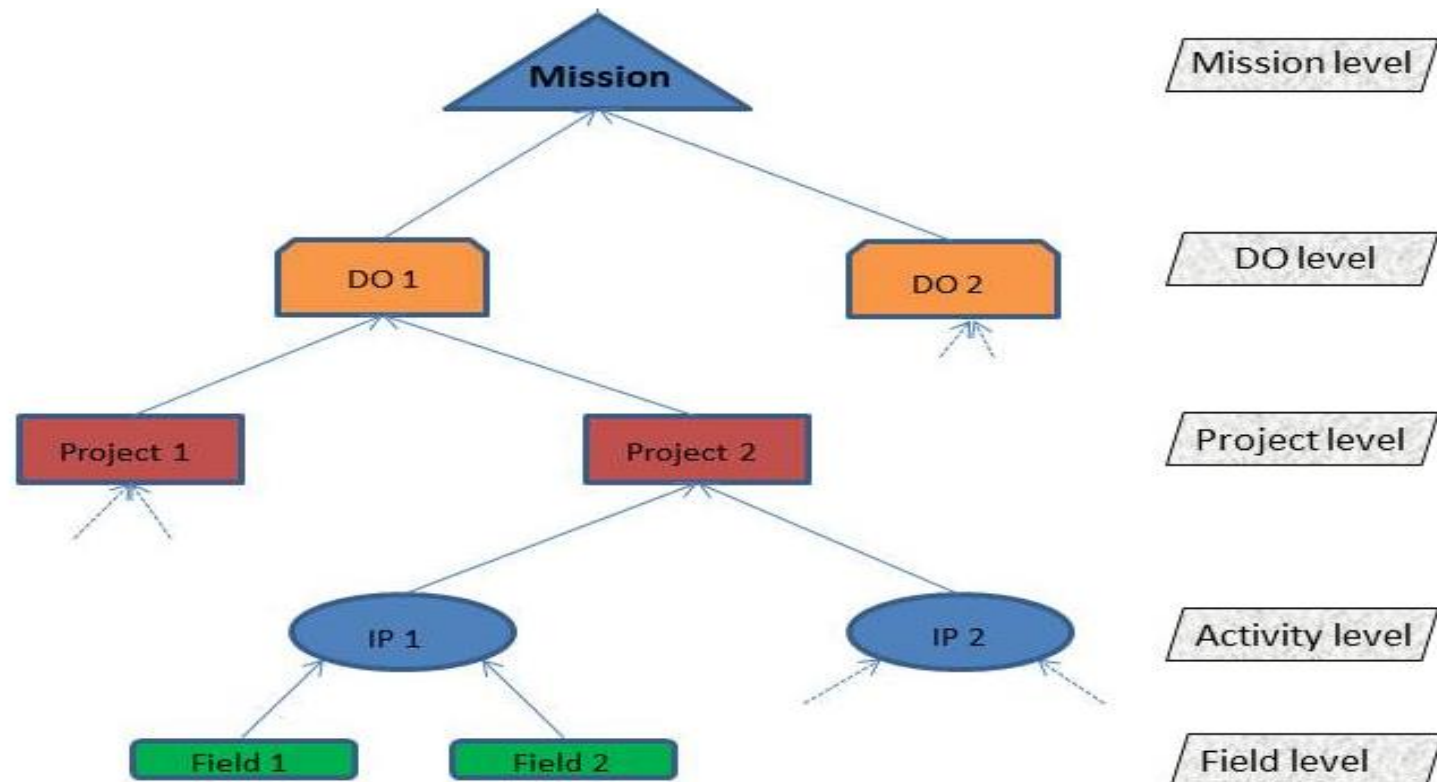 Mission
Mission level
DO 1
DO 2
DO level
Project 1
Project 2
Project level
IP 1
IP 2
Activity level
Field 1
Field 2
Field level